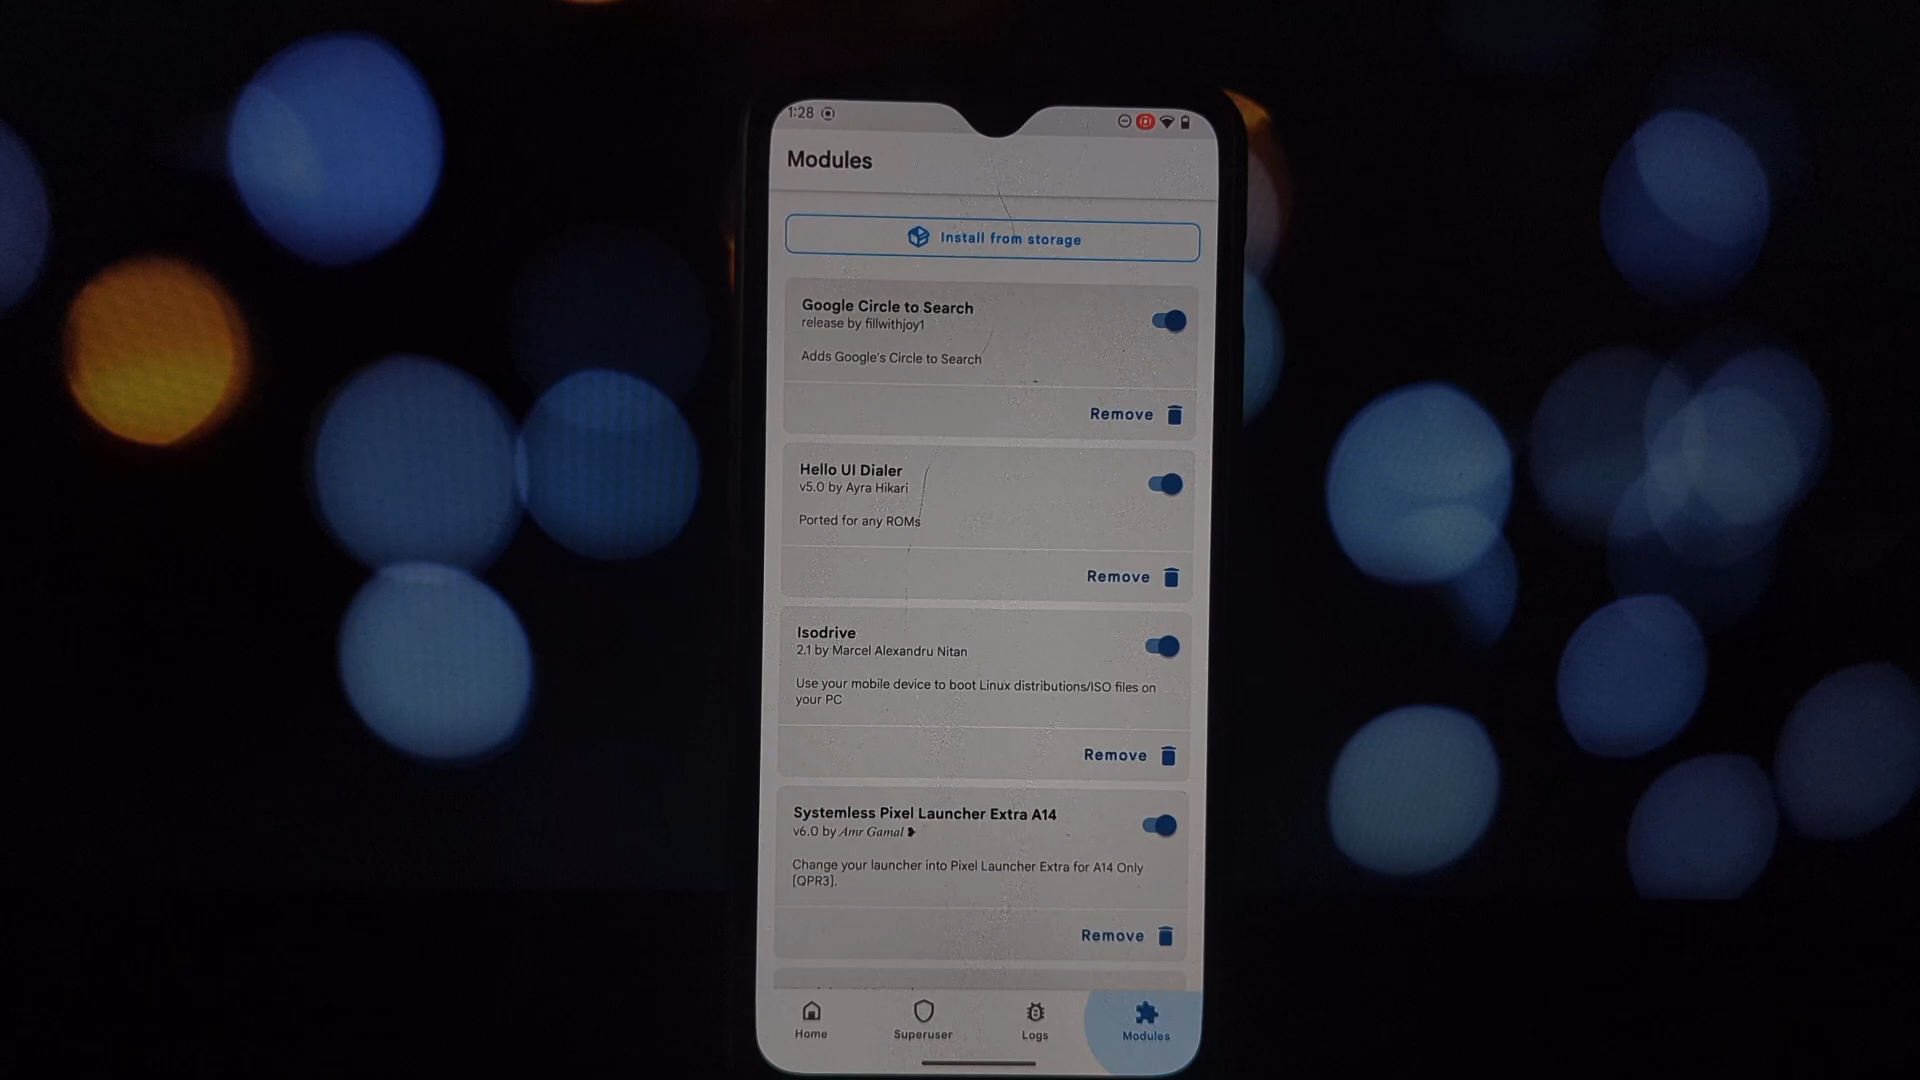 1:28
Modules
Install from storage
Google Circle to Search
release by fillwithjoy1
Adds Google's Circle to Search
Remove
Hello UI Dialer
v5.0 by Ayra Hikari
Ported for any ROMs
Remove
Isodrive
2.1 by Marcel Alexandru Nitan
Use your mobile device to boot Linux distributions/ISO files on
your PC
Remove
Systemless Pixel Launcher Extra A14
v6.0 by 𝐴𝑚𝑟 𝐺𝑎𝑚𝑎𝑙 ❥
Change your launcher into Pixel Launcher Extra for A14 Only
[QPR3].
Remove
Home
Superuser
Logs
Modules